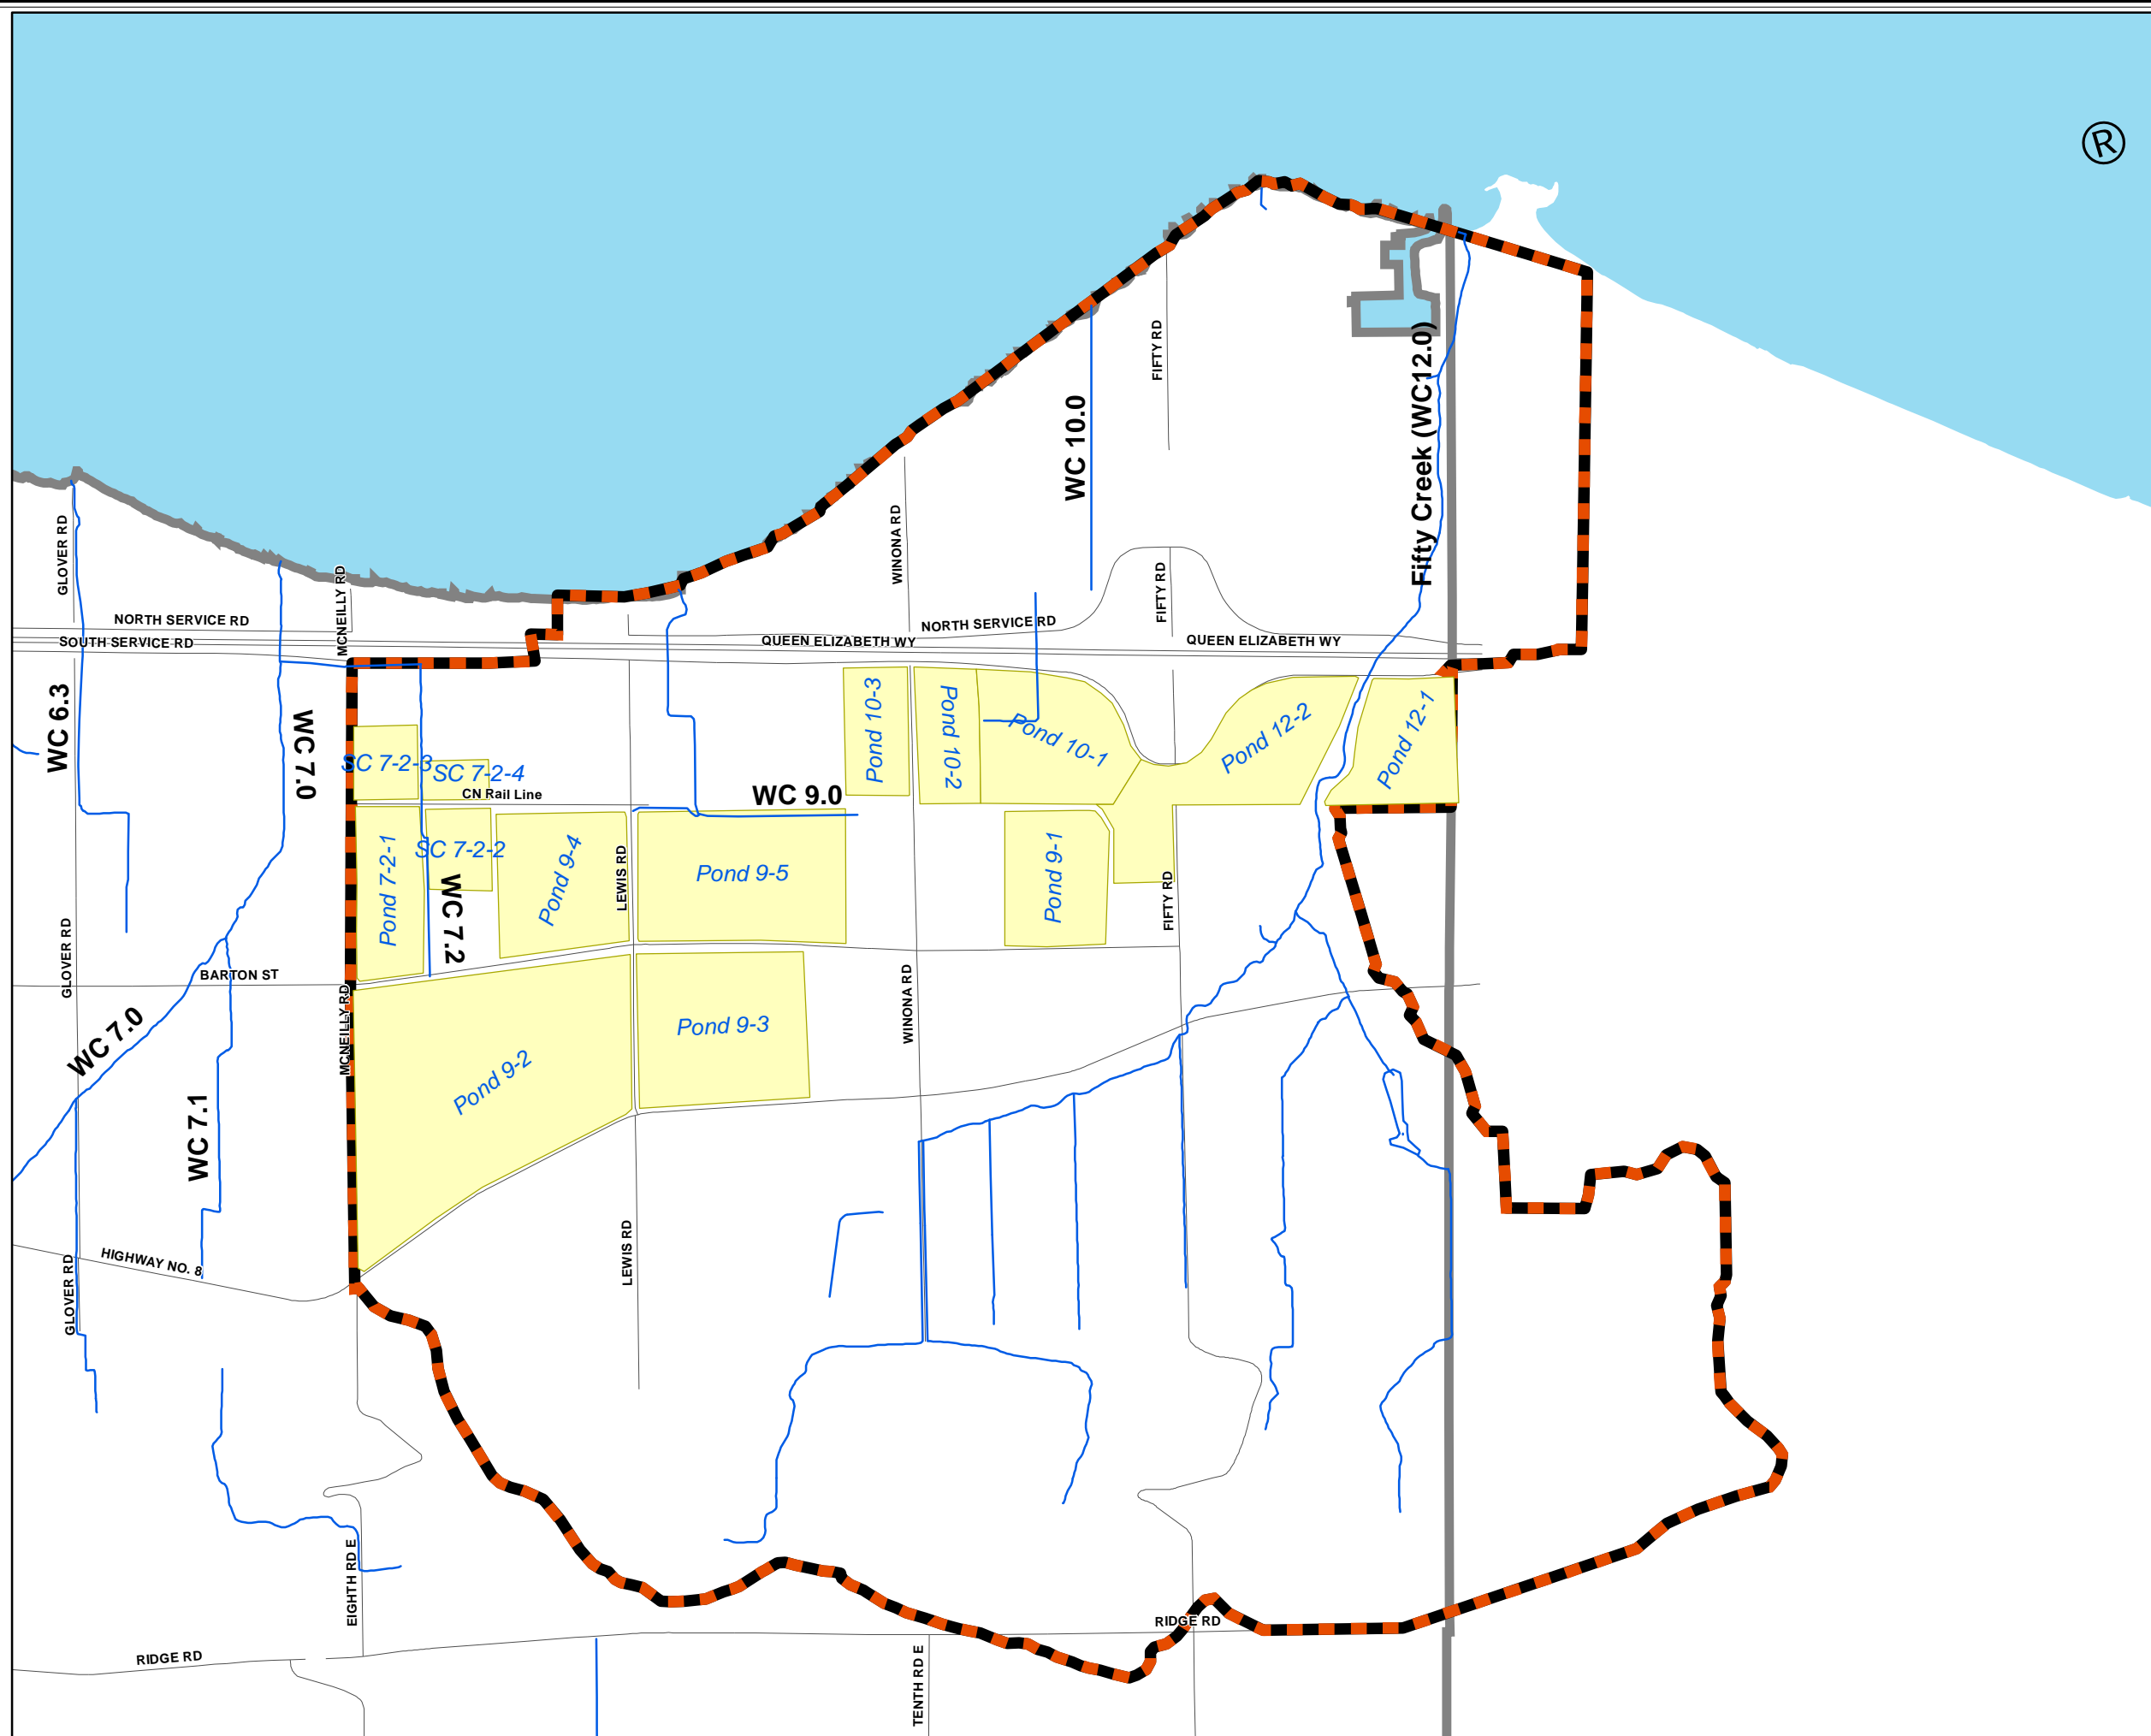 ®
FIFTY RD
Fifty Creek (WC12.0)
WC 10.0
WINONA RD
GLOVER RD
MCNEILLY RD
FIFTY RD
NORTH SERVICE RD
NORTH SERVICE RD
SOUTH SERVICE RD
QUEEN ELIZABETH WY
QUEEN ELIZABETH WY
WC 6.3
WC 7.0
Pond 10-3
Pond 10-2
Pond 10-1
Pond 12-2
Pond 12-1
SC 7-2-3
SC 7-2-4
CN Rail Line
WC 9.0
Pond 7-2-1
SC 7-2-2
WC 7.2
Pond 9-4
LEWIS RD
Pond 9-5
Pond 9-1
FIFTY RD
GLOVER RD
BARTON ST
MCNEILLY RD
WINONA RD
WC 7.0
Pond 9-3
Pond 9-2
WC 7.1
HIGHWAY NO. 8
GLOVER RD
LEWIS RD
EIGHTH RD E
RIDGE RD
RIDGE RD
TENTH RD E